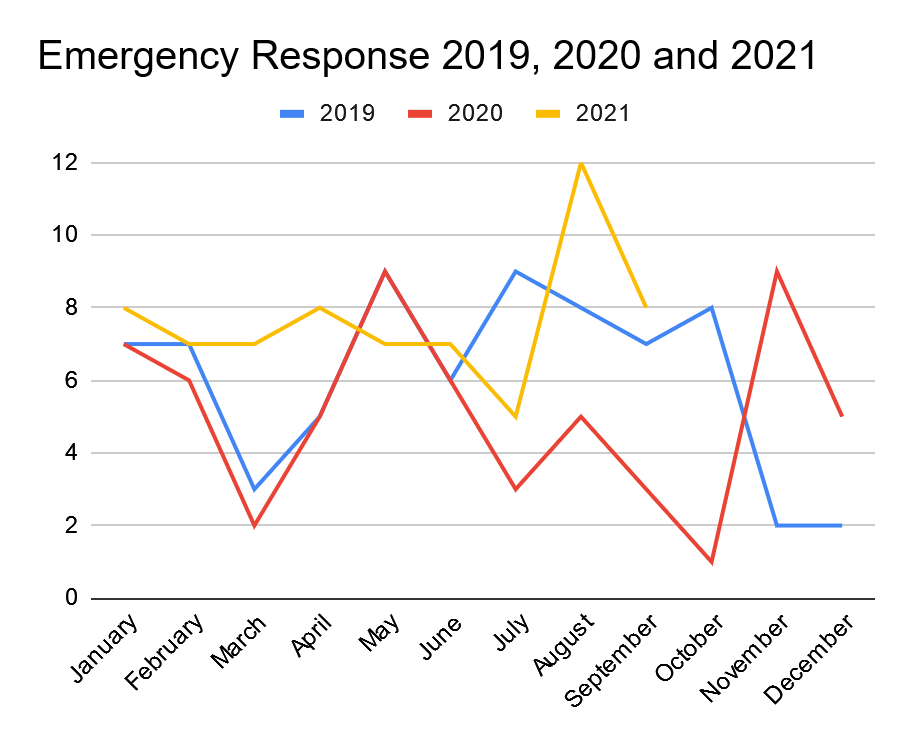 Emergency Response 2019, 2020 and 2021
2019 2020 2021
12
10
8
6
4
2
0
January February March April May June July August September October November December